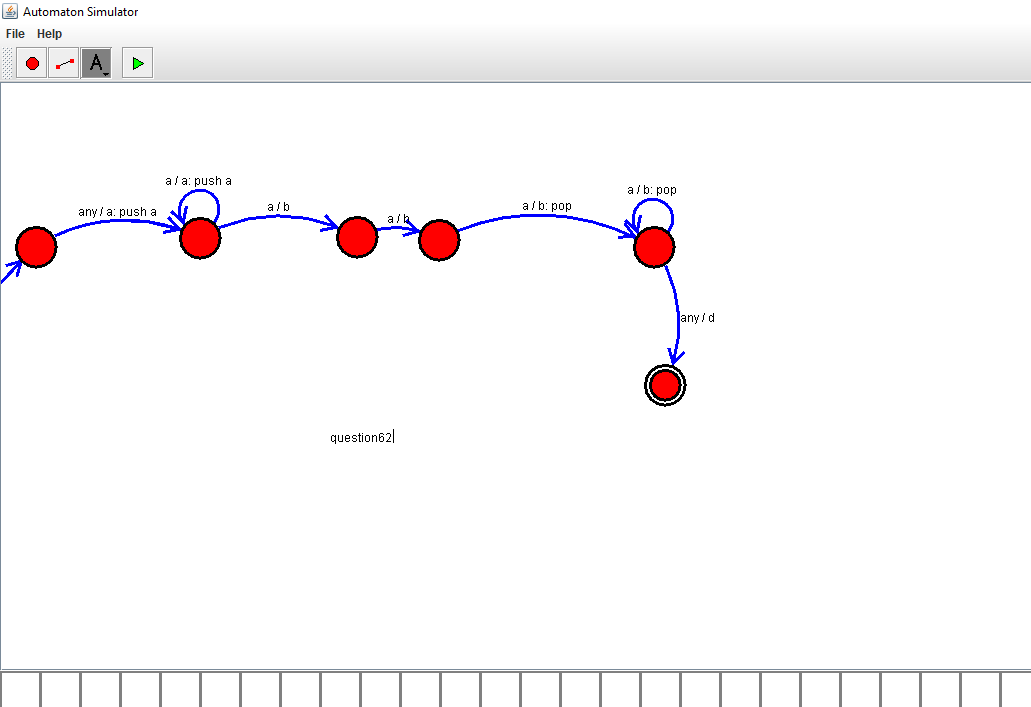 Automaton Simulator
File Help
A
a / a: push a
any / a: push a
a / b
a / b
a / b: pop
a / b: pop
any / d
question62